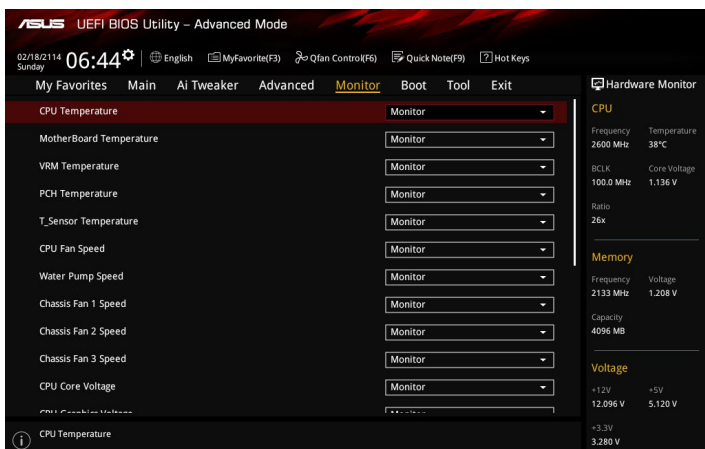 ASUS UEFI BIOS Utility – Advanced Mode
02/18/2114 Sunday 06:44 English MyFavorite(F3) Qfan Control(F6) Quick Note(F9) ? Hot Keys
My Favorites Main Ai Tweaker Advanced Monitor Boot Tool Exit
CPU Temperature Monitor
MotherBoard Temperature Monitor
VRM Temperature Monitor
PCH Temperature Monitor
T_Sensor Temperature Monitor
CPU Fan Speed Monitor
Water Pump Speed Monitor
Chassis Fan 1 Speed Monitor
Chassis Fan 2 Speed Monitor
Chassis Fan 3 Speed Monitor
CPU Core Voltage Monitor
CPU Graphics Voltage Monitor
i CPU Temperature
Hardware Monitor
CPU
Frequency Temperature
2600 MHz 38°C
BCLK Core Voltage
100.0 MHz 1.136 V
Ratio
26x
Memory
Frequency Voltage
2133 MHz 1.208 V
Capacity
4096 MB
Voltage
+12V +5V
12.096 V 5.120 V
+3.3V
3.280 V